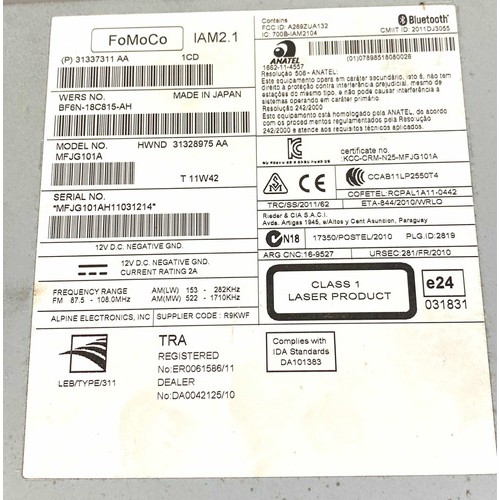 FoMoCo IAM2.1
(P) 31337311 AA 1CD
WERS NO. MADE IN JAPAN
BF6N-18C815-AH
MODEL NO. HWND 31328975 AA
MFJG101A
T 11W42
SERIAL NO.
*MFJG101AH11031214*
12V D.C. NEGATIVE GND.
12V D.C. NEGATIVE GND.
CURRENT RATING 2A
FREQUENCY RANGE AM(LW) 153 - 282KHz
FM 87.5 - 108.0MHz AM(MW) 522 - 1710KHz
ALPINE ELECTRONICS, INC SUPPLIER CODE : R9KWF
LEB/TYPE/311
TRA
REGISTERED
No:ER0061586/11
DEALER
No:DA0042125/10
Contains
FCC ID: A269ZUA132
IC: 700B-IAM2104
Bluetooth®
CMIIT ID: 2011DJ3055
ANATEL
1662-11-4557
(01)07898518080028
Resolução 506 - ANATEL:
Este equipamento opera em caráter secundário, isto é, não tem
direito à proteção contra interferência prejudicial, mesmo de
estações do mesmo tipo, e não pode causar interferência à
sistemas operando em caráter primário.
Este equipamento está homologado pela ANATEL, de acordo
com os procedimentos regulamentados pela Resolução
242/2000 e atende aos requisitos técnicos aplicados. Resolução
242/2000 e atende aos requisitos técnicos aplicados.
certificate no.
:KCC-CRM-N25-MFJG101A
CE
CCAB11LP2550T4
COFETEL:RCPAL1A11-0442
TRC/SS/2011/62 ETA-844/2010/WRLO
Rieder & CIA S.A.C.I.
Avda. Artigas 1945, e/Altos y Cent Asuncion, Paraguay
N18 17350/POSTEL/2010 PLG.ID:2819
ARG CNC:16-9527 URSEC:281/FR/2010
CLASS 1
LASER PRODUCT
e24
031831
Complies with
IDA Standards
DA101383